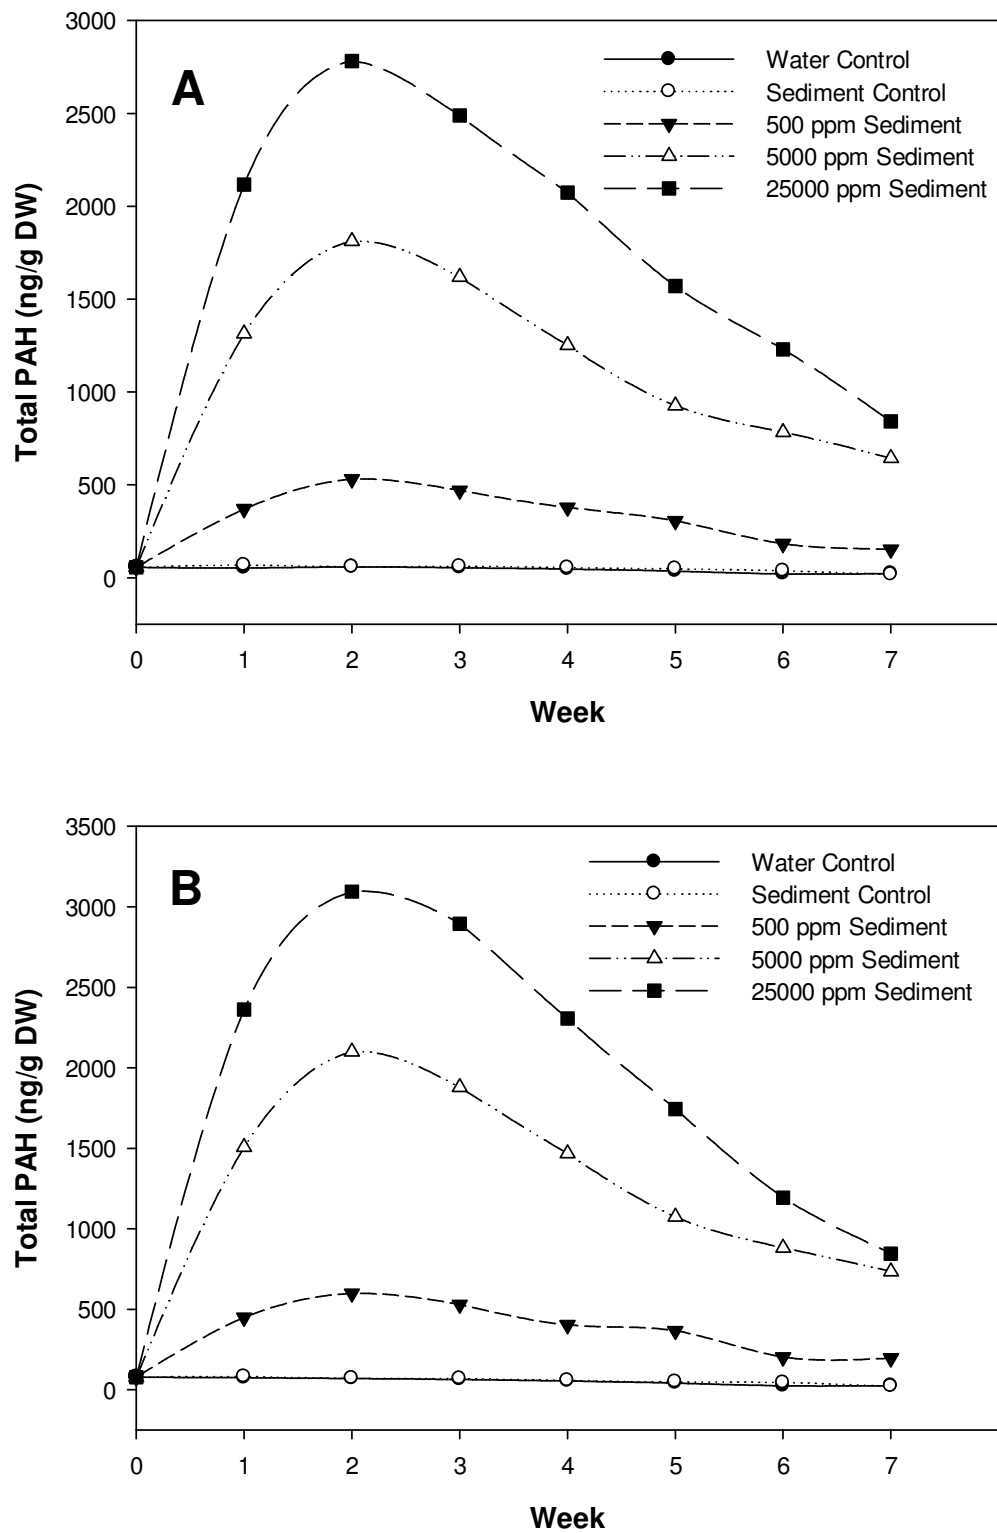 3000
2500
2000
1500
1000
500
0
Total PAH (ng/g DW)
A
Water Control
Sediment Control
500 ppm Sediment
5000 ppm Sediment
25000 ppm Sediment
0 1 2 3 4 5 6 7
Week
3500
3000
2500
2000
1500
1000
500
0
Total PAH (ng/g DW)
B
Water Control
Sediment Control
500 ppm Sediment
5000 ppm Sediment
25000 ppm Sediment
0 1 2 3 4 5 6 7
Week